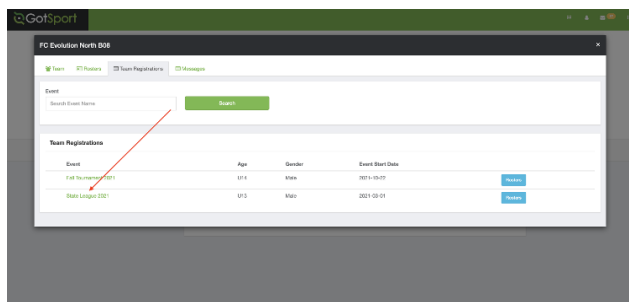 GotSport
FC Evolution North B08
×
Team Rosters Team Registrations Messages
Event
Search Event Name Search
Team Registrations
Event Age Gender Event Start Date
Fall Tournament 2021 U14 Male 2021-10-22 Rosters
State League 2021 U13 Male 2021-03-01 Rosters